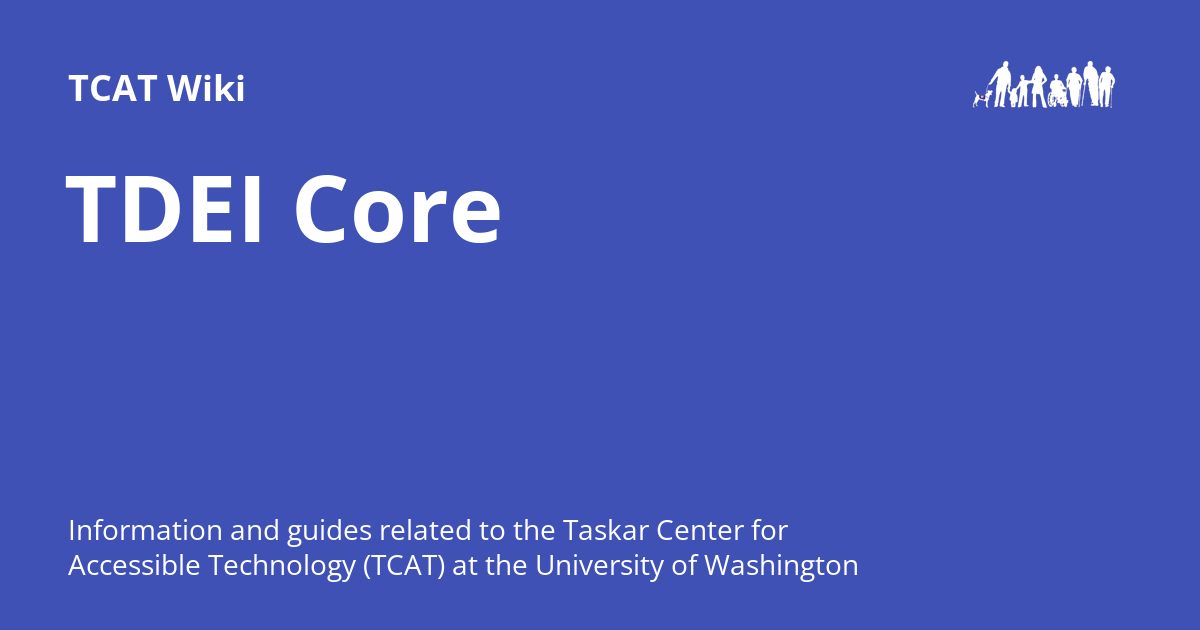 TCAT Wiki
TDEI Core
Information and guides related to the Taskar Center for
Accessible Technology (TCAT) at the University of Washington